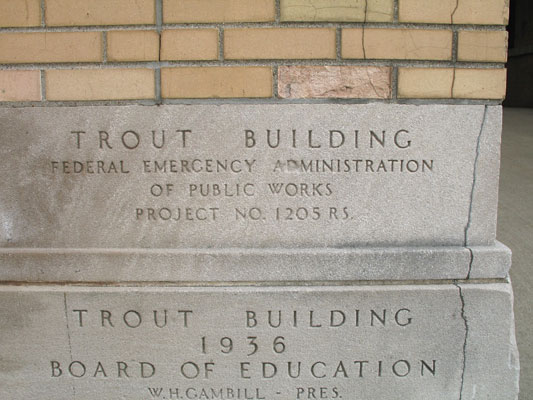 TROUT BUILDING
FEDERAL EMERGENCY ADMINISTRATION
OF PUBLIC WORKS
PROJECT NO. 1205 RS.
TROUT BUILDING
1936
BOARD OF EDUCATION
W.H. GAMBILL - PRES.